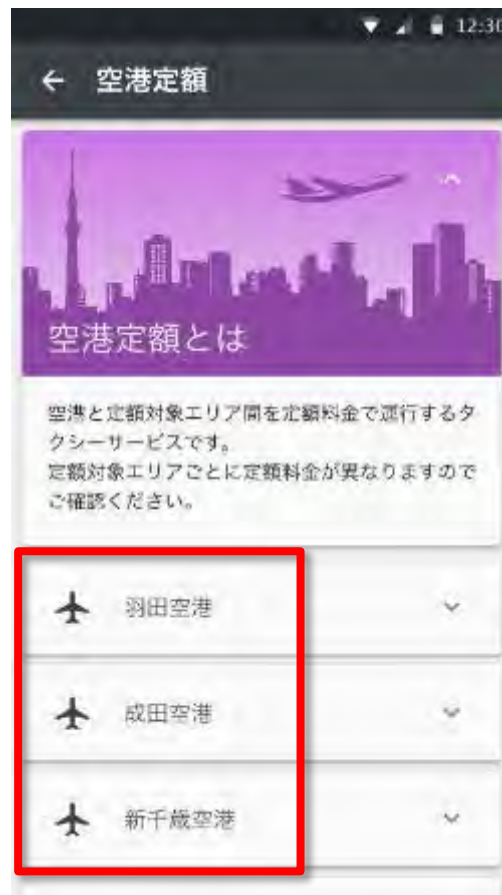 12:30
空港定額
空港定額とは
空港と定額対象エリア間を定額料金で運行するタ
クシーサービスです。
定額対象エリアごとに定額料金が異なりますので
ご確認ください。
羽田空港
成田空港
新千歳空港